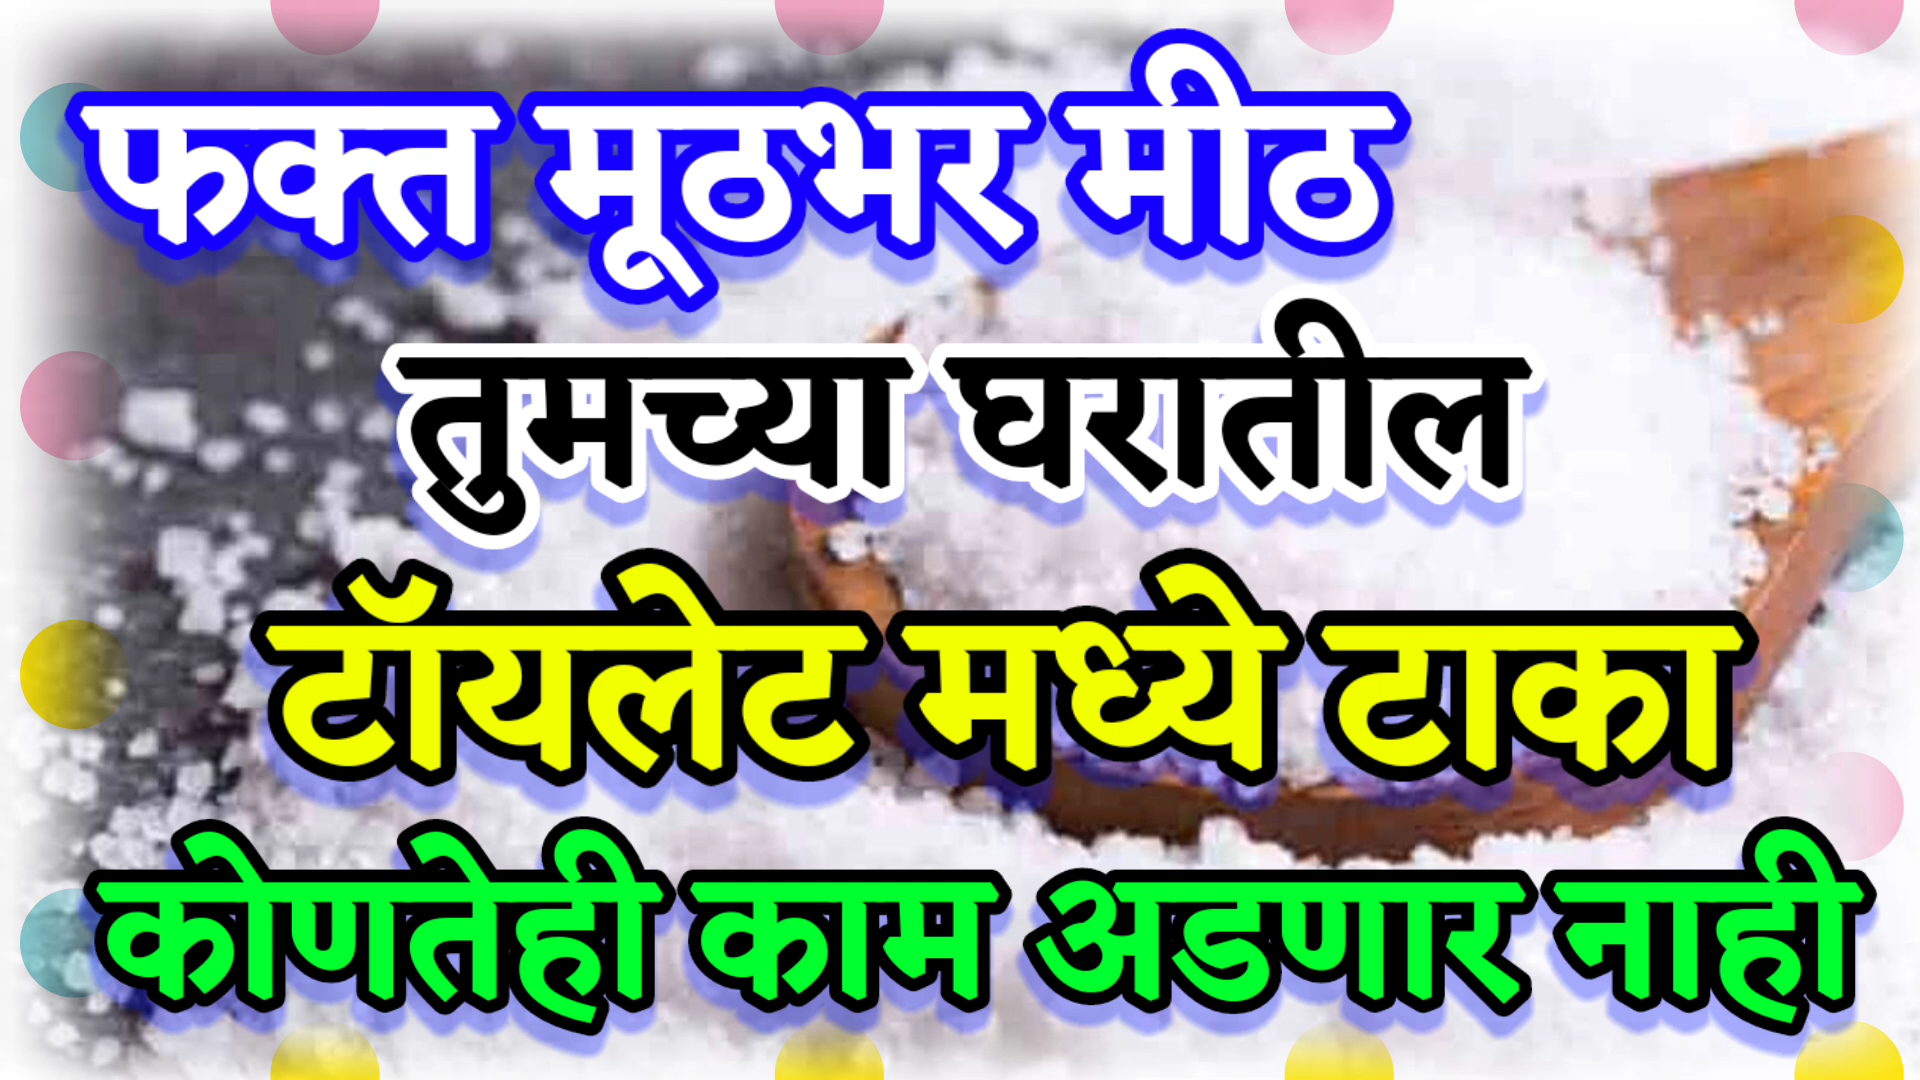 फक्त मूठभर मीठ
तुमच्या घरातील
टॉयलेट मध्ये टाका
कोणतेही काम अडणार नाही